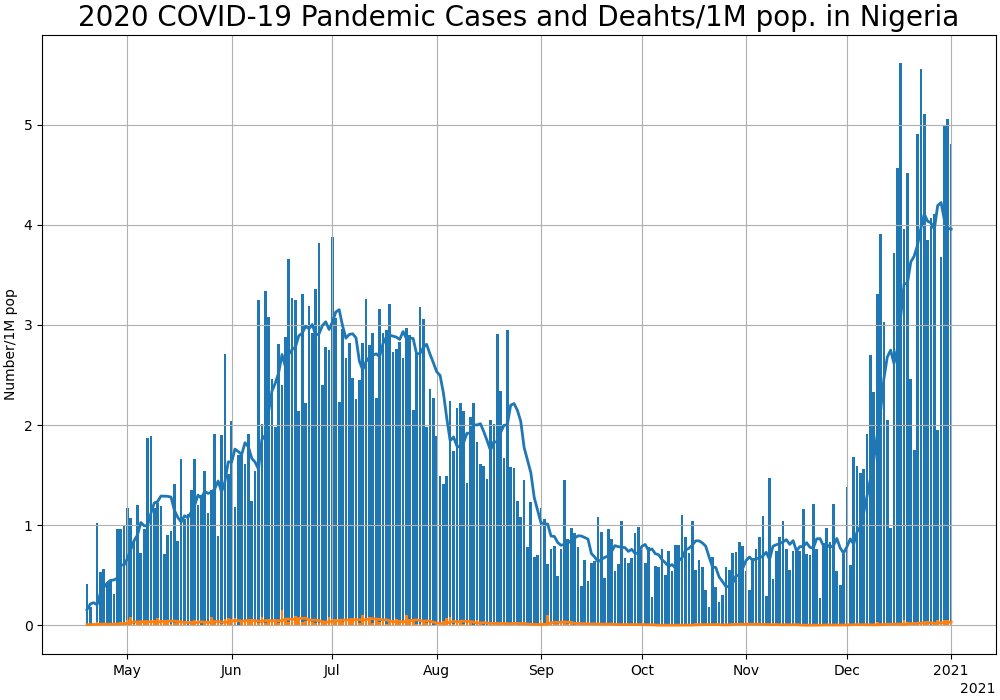 2020 COVID-19 Pandemic Cases and Deahts/1M pop. in Nigeria
Number/1M pop
5
4
3
2
1
0
May Jun Jul Aug Sep Oct Nov Dec 2021
2021